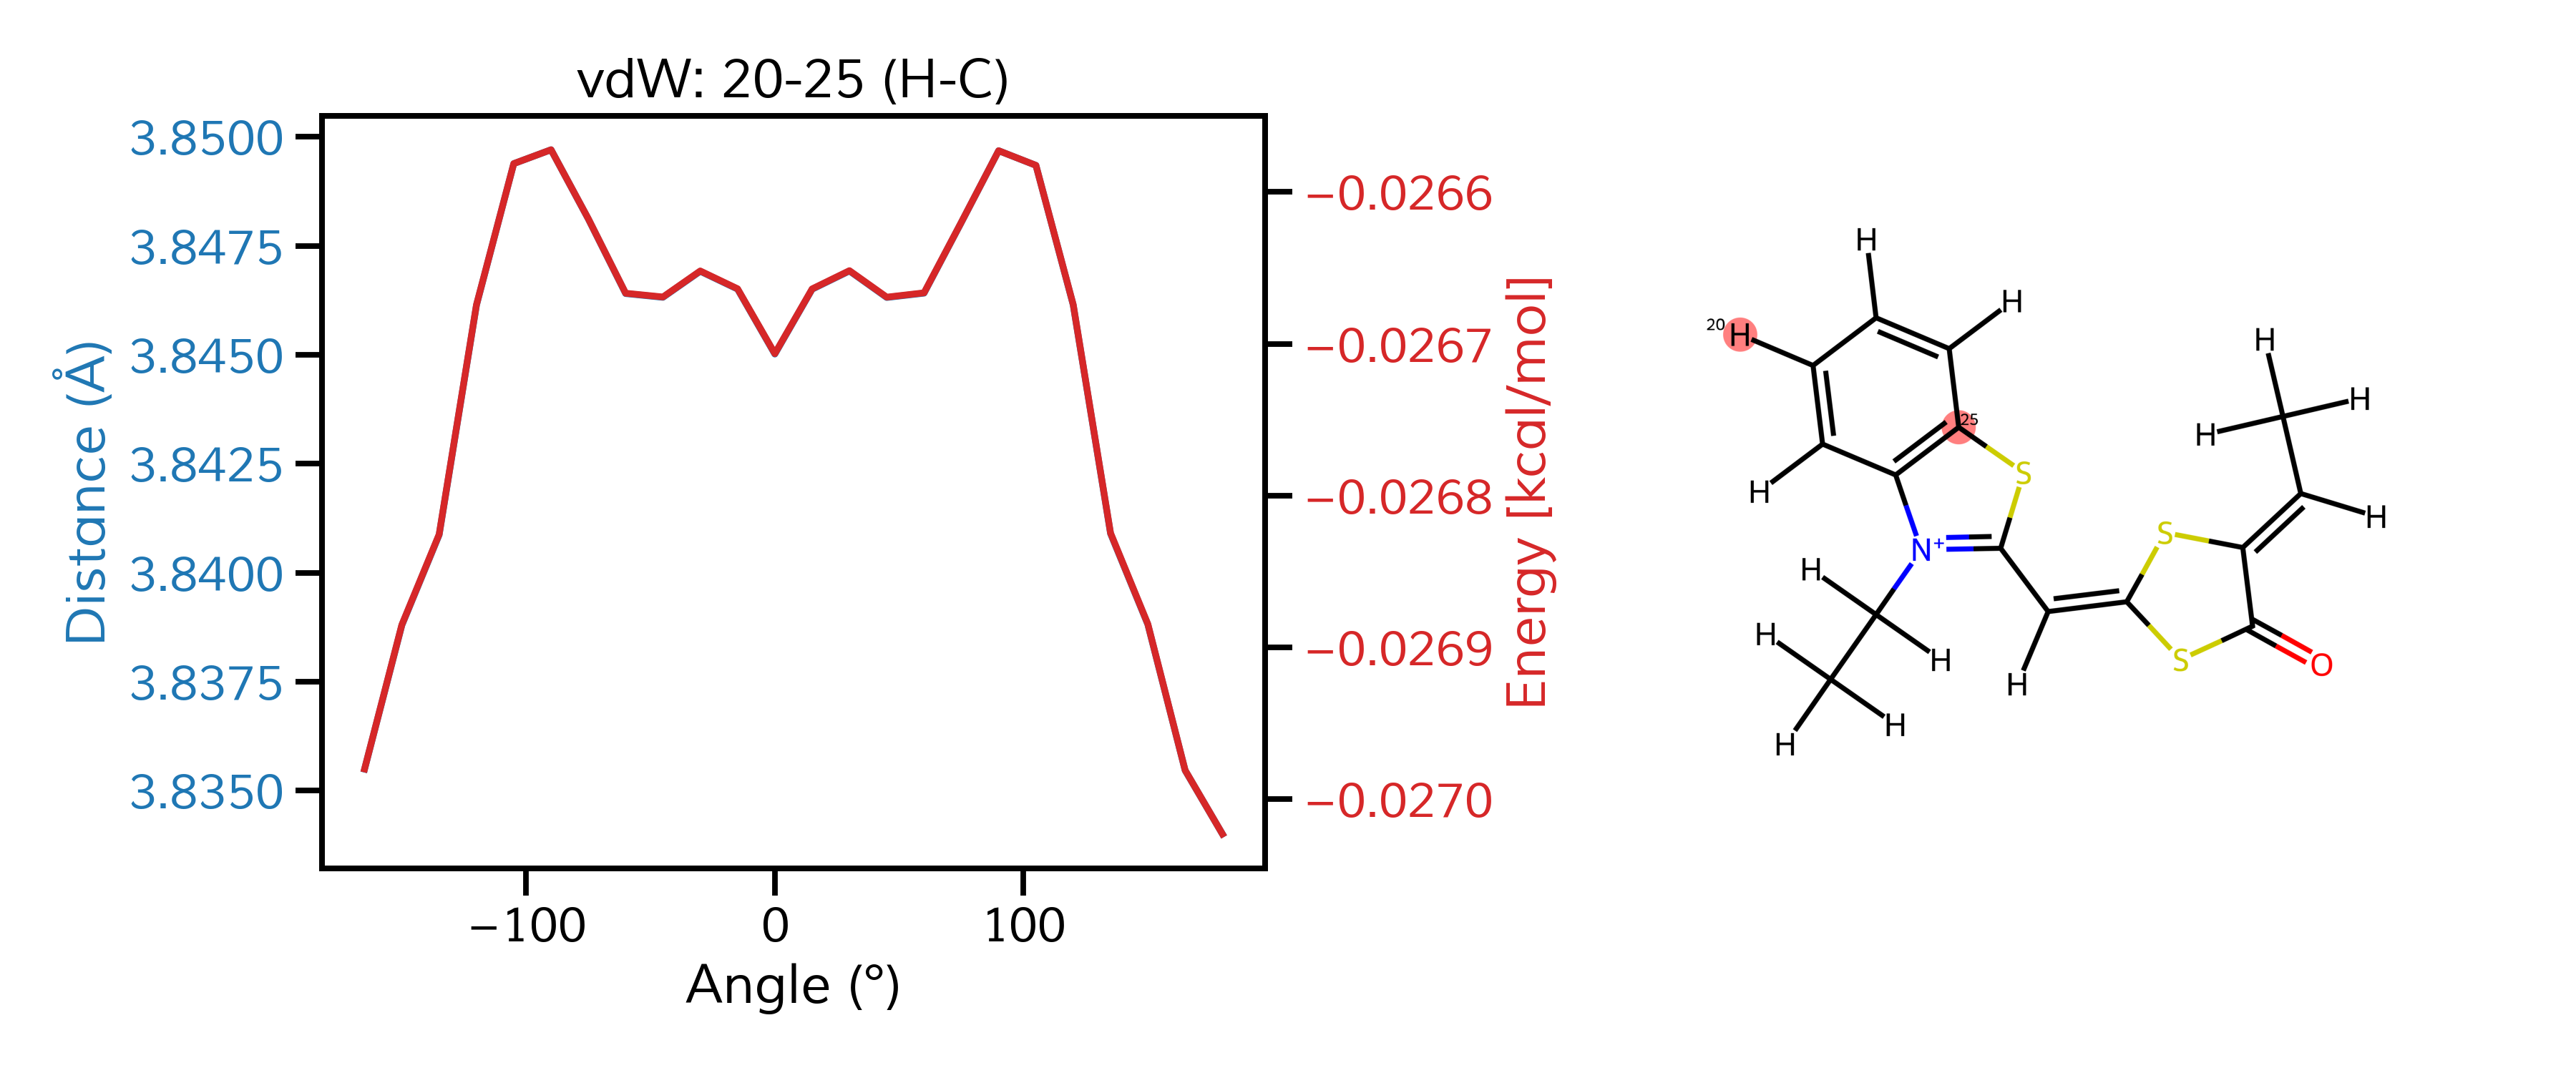 vdW: 20-25 (H-C)
Distance (Å)
3.8500
3.8475
3.8450
3.8425
3.8400
3.8375
3.8350
−100
0
100
Angle (°)
−0.0266
−0.0267
−0.0268
−0.0269
−0.0270
Energy [kcal/mol]
H
H
20 H
H
H
H
25
S
H
H
S
N+
H
H
H
S
O
H
H
H
H